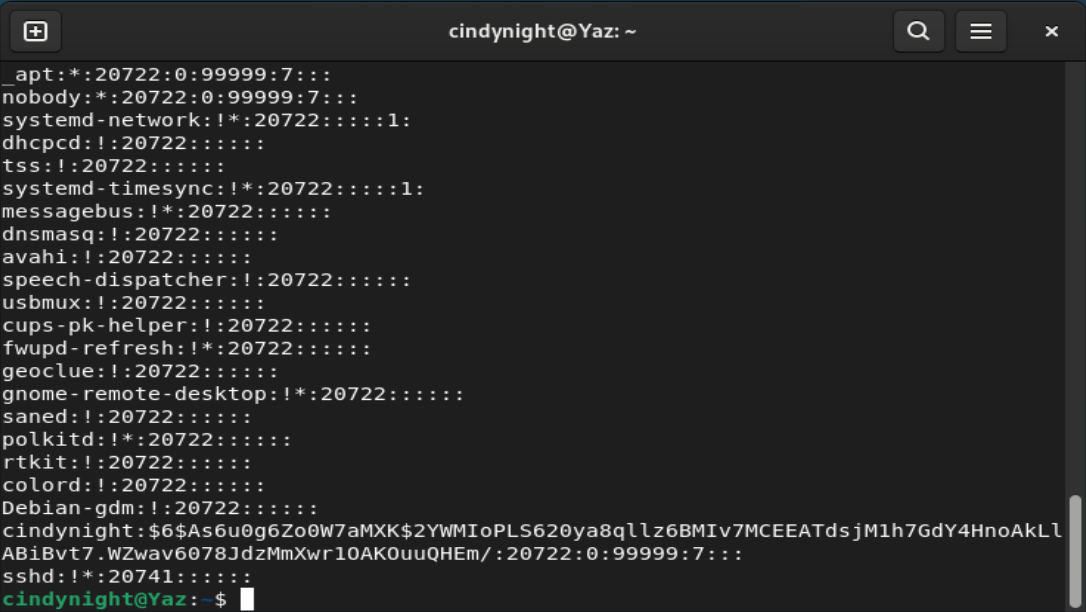 cindynight@Yaz: ~
_apt:*:20722:0:99999:7:::
nobody:*:20722:0:99999:7:::
systemd-network:!*:20722:::::1:
dhcpcd:!:20722::::::
tss:!:20722::::::
systemd-timesync:!*:20722:::::1:
messagebus:!*:20722::::::
dnsmasq:!:20722::::::
avahi:!:20722::::::
speech-dispatcher:!:20722::::::
usbmux:!:20722::::::
cups-pk-helper:!:20722::::::
fwupd-refresh:!*:20722::::::
geoclue:!:20722::::::
gnome-remote-desktop:!*:20722::::::
saned:!:20722::::::
polkitd:!*:20722::::::
rtkit:!:20722::::::
colord:!:20722::::::
Debian-gdm:!:20722::::::
cindynight:$6$As6u0g6Zo0W7aMXK$2YWMIoPLS620ya8qllz6BMIv7MCEEATdsjM1h7GdY4HnoAkLl
ABiBvt7.WZwav6078JdzMmXwr1OAKOuuQHEm/:20722:0:99999:7:::
sshd:!*:20741::::::
cindynight@Yaz:~$